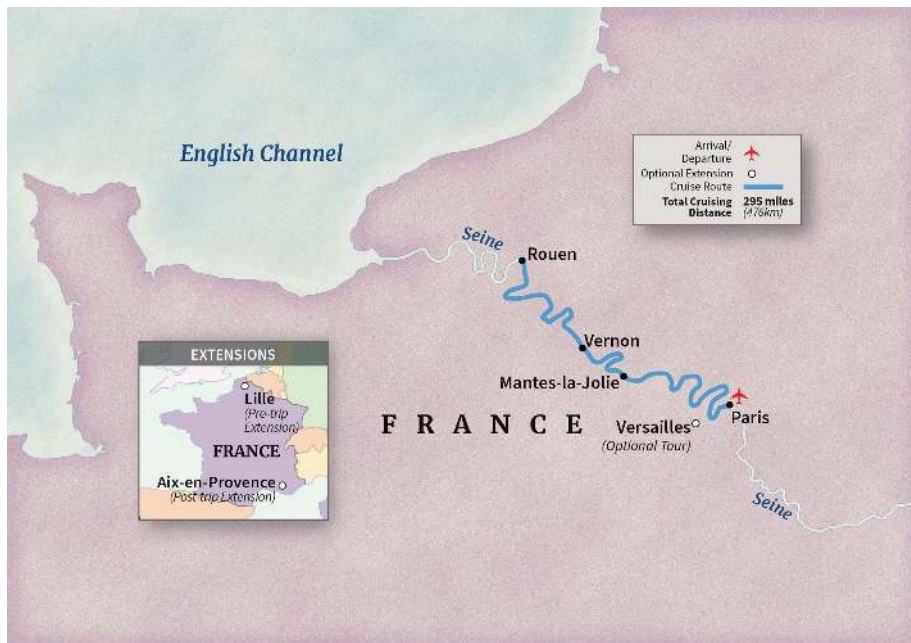 English Channel
Arrival/
Departure
Optional Extension
Cruise Route
Total Cruising 295 miles
Distance (476km)
Seine
Rouen
Vernon
Mantes-la-Jolie
FRANCE
Paris
Versailles
(Optional Tour)
Seine
EXTENSIONS
Lille
(Pre-trip
Extension)
FRANCE
Aix-en-Provence
(Post-trip Extension)